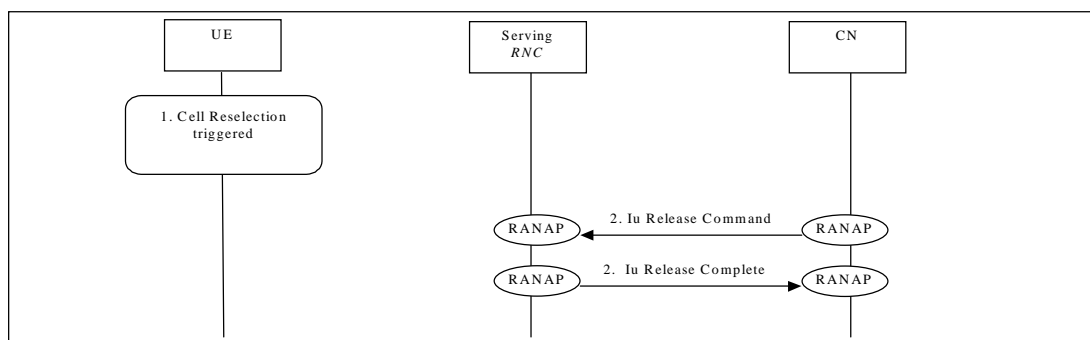 UE
Serving
RNC
CN
1. Cell Reselection
triggered
RANAP
2. Iu Release Command
RANAP
RANAP
2. Iu Release Complete
RANAP